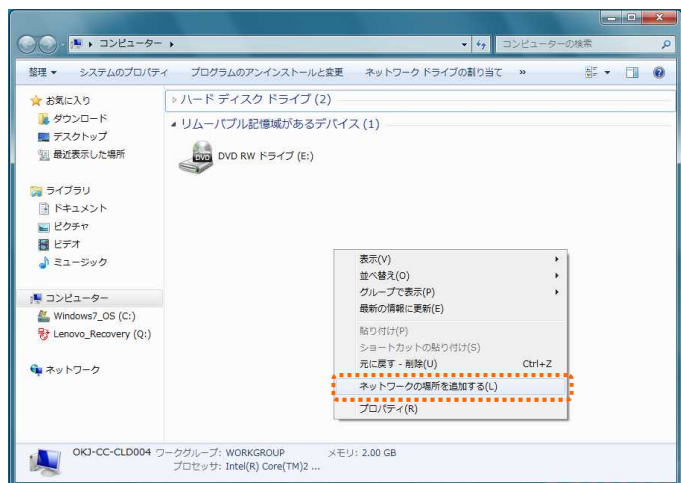 コンピューター
コンピューターの検索
整理 システムのプロパティ プログラムのアンインストールと変更 ネットワーク ドライブの割り当て »
お気に入り
ダウンロード
デスクトップ
最近表示した場所
ライブラリ
ドキュメント
ピクチャ
ビデオ
ミュージック
コンピューター
Windows7_OS (C:)
Lenovo_Recovery (Q:)
ネットワーク
ハード ディスク ドライブ (2)
リムーバブル記憶域があるデバイス (1)
DVD
DVD RW ドライブ (E:)
表示(V)
並べ替え(O)
グループで表示(P)
最新の情報に更新(E)
貼り付け(P)
ショートカットの貼り付け(S)
元に戻す - 削除(U) Ctrl+Z
ネットワークの場所を追加する(L)
プロパティ(R)
OKJ-CC-CLD004 ワークグループ: WORKGROUP メモリ: 2.00 GB
プロセッサ: Intel(R) Core(TM)2 ...